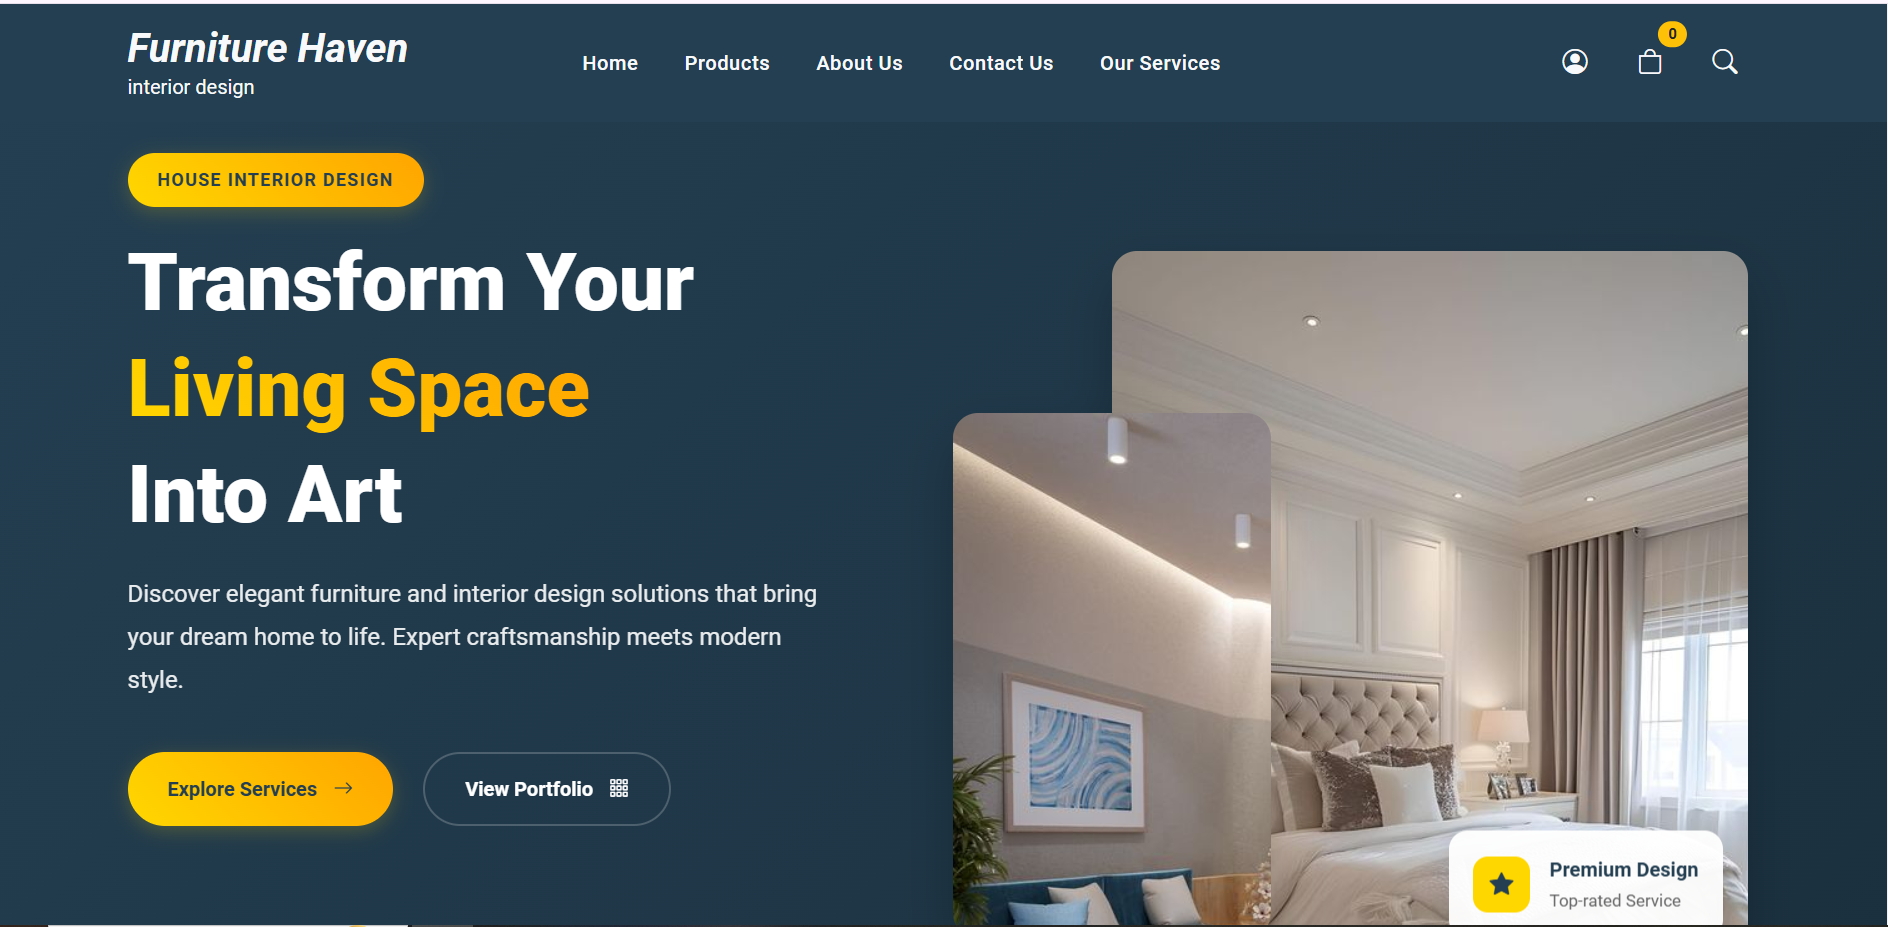 Furniture Haven
interior design
Home
Products
About Us
Contact Us
Our Services
0
HOUSE INTERIOR DESIGN
Transform Your
Living Space
Into Art
Discover elegant furniture and interior design solutions that bring
your dream home to life. Expert craftsmanship meets modern
style.
Explore Services
View Portfolio
Premium Design
Top-rated Service